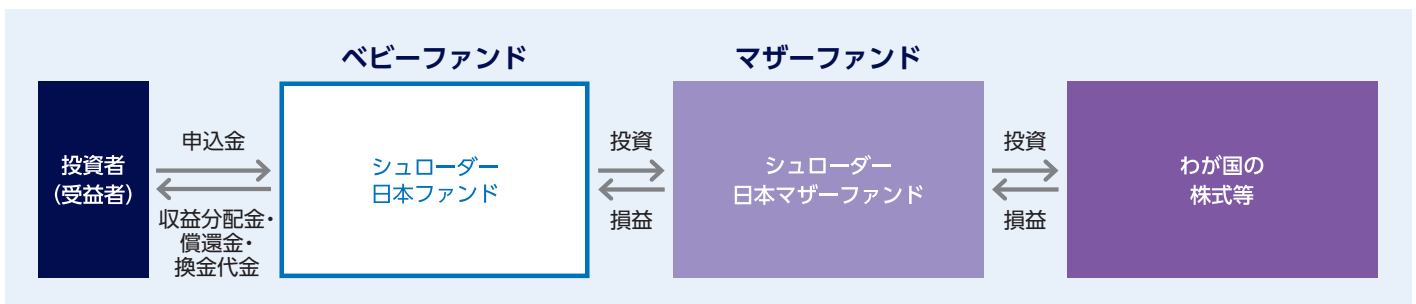 ベビーファンド
マザーファンド
投資者
(受益者)
申込金
収益分配金・
償還金・
換金代金
シュローダー
日本ファンド
投資
損益
シュローダー
日本マザーファンド
投資
損益
わが国の
株式等